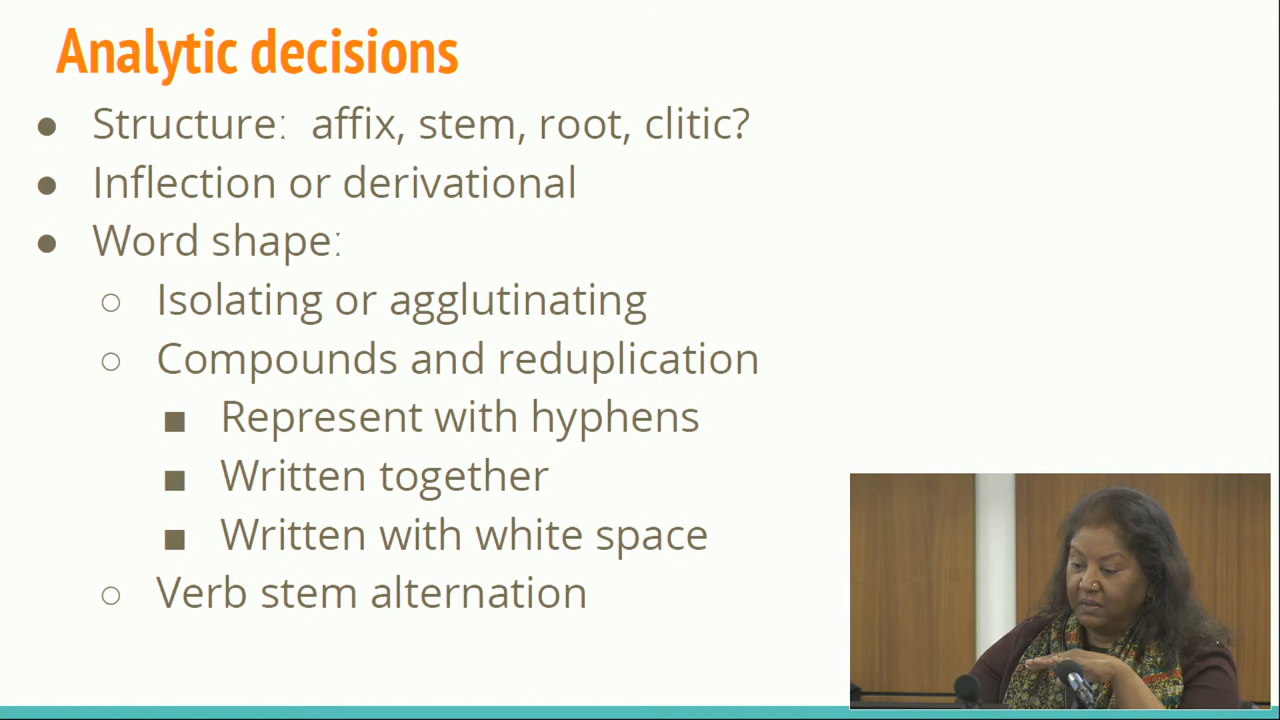 Analytic decisions
● Structure: affix, stem, root, clitic?
● Inflection or derivational
● Word shape:
○ Isolating or agglutinating
○ Compounds and reduplication
■ Represent with hyphens
■ Written together
■ Written with white space
○ Verb stem alternation